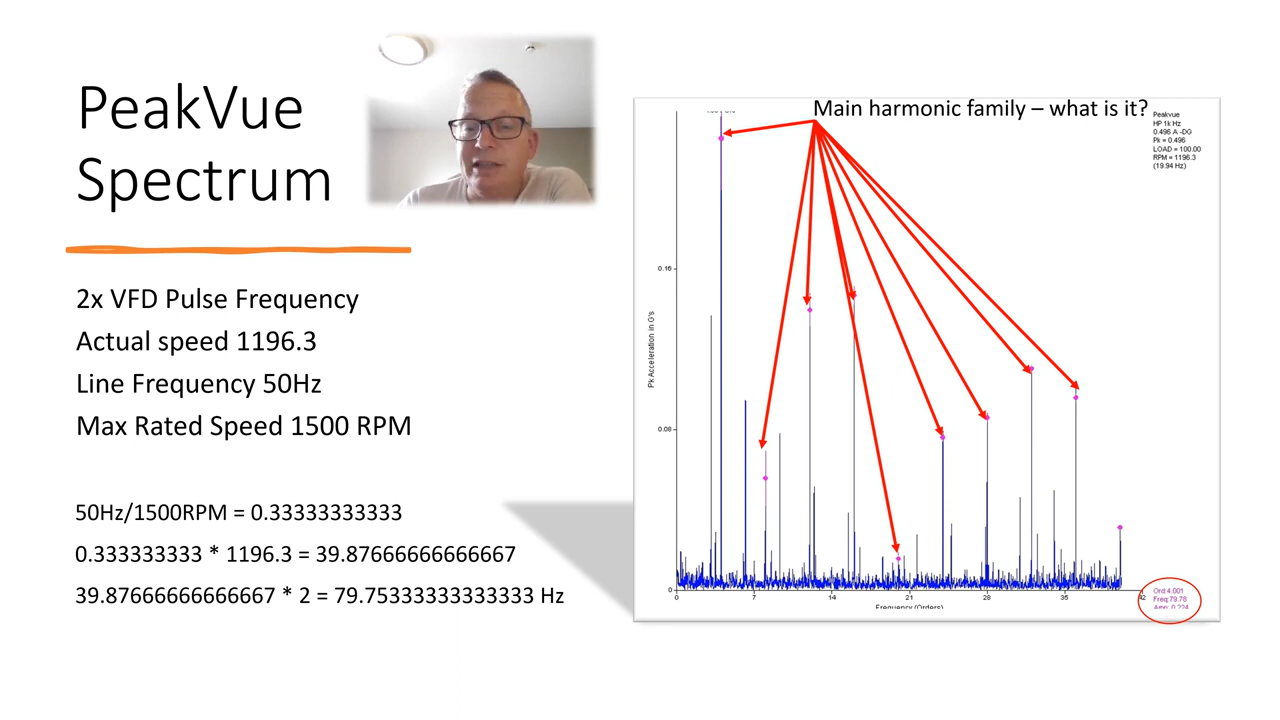 PeakVue
Spectrum
2x VFD Pulse Frequency
Actual speed 1196.3
Line Frequency 50Hz
Max Rated Speed 1500 RPM
50Hz/1500RPM = 0.33333333333
0.333333333 * 1196.3 = 39.87666666666667
39.87666666666667 * 2 = 79.75333333333333 Hz
Main harmonic family – what is it?
Peakvue
HP 1k Hz
0.496 A -DG
Pk = 0.496
LOAD = 100.00
RPM = 1196.3
(19.94 Hz)
Pk Acceleration in G's
0.16
0.08
0
0 7 14 21 28 35 42
Frequency (Orders)
Ord:4.001
Freq:79.78
Amp: 0.224